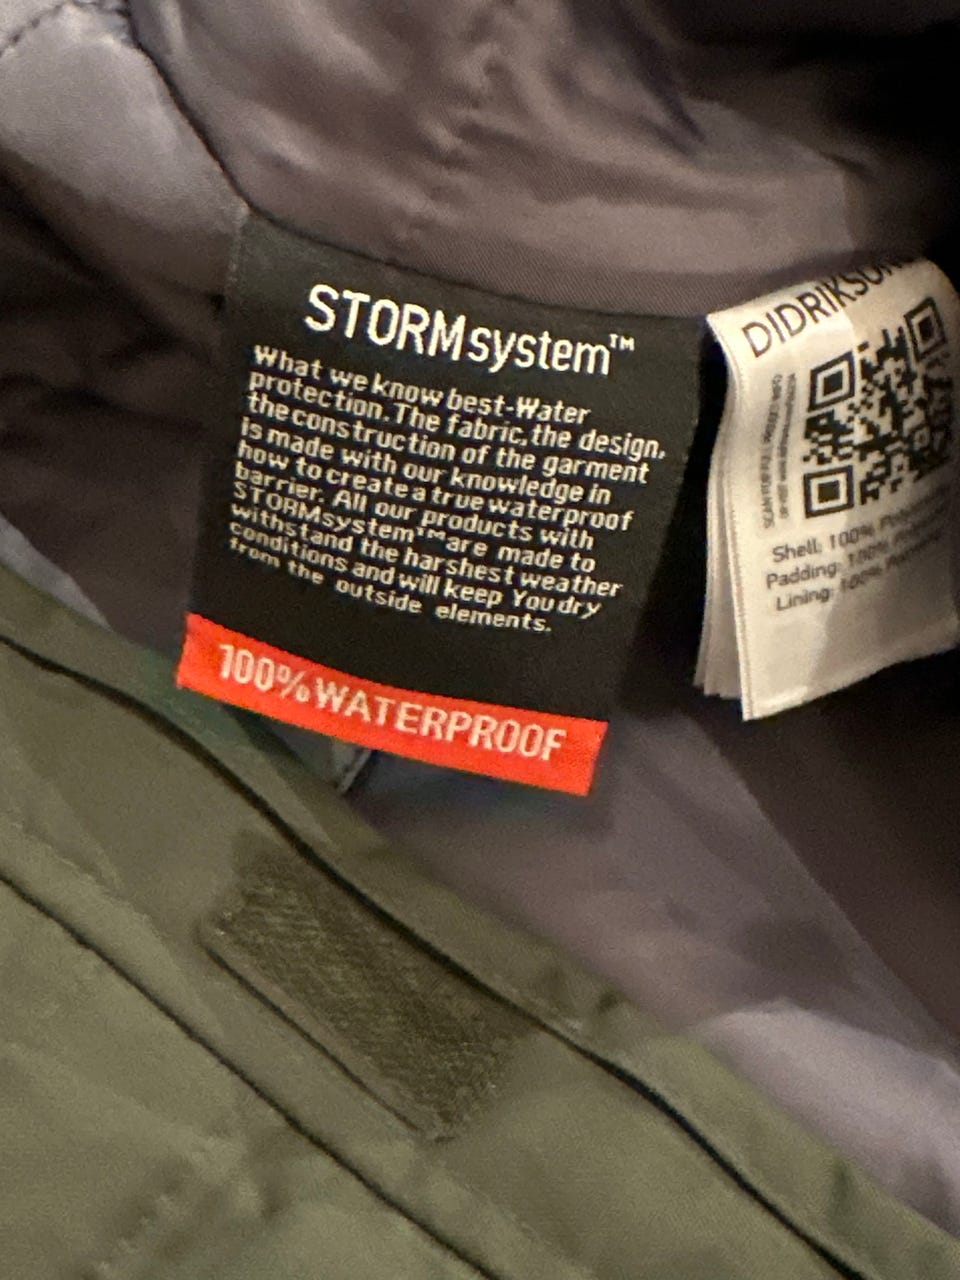 STORMsystem™
What we know best-Water
protection. The fabric, the design,
the construction of the garment
is made with our knowledge in
how to create a true waterproof
barrier. All our products with
STORMsystem™ are made to
withstand the harshest weather
conditions and will keep You dry
from the outside elements.
100% WATERPROOF
DIDRIKSON
Shell: 100%
Padding: 100%
Lining: 100%